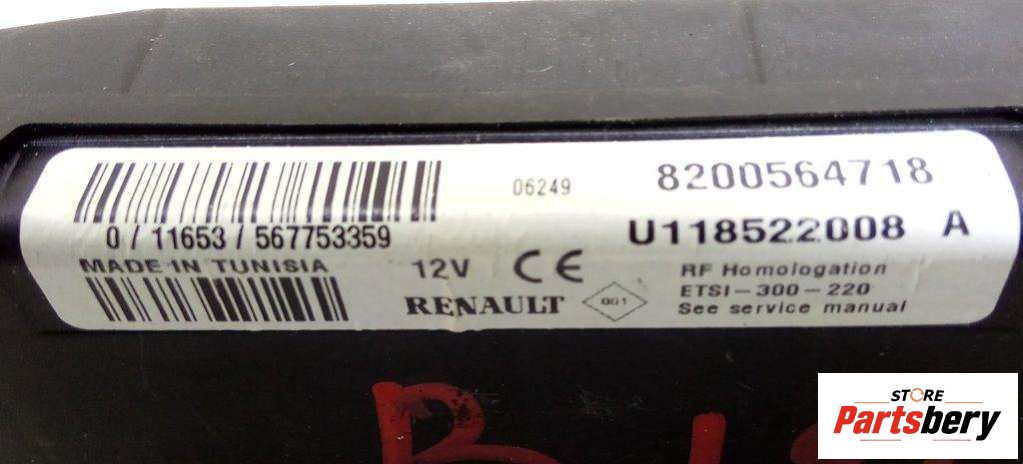 06249 8200564718
0 / 11653 / 567753359 U118522008 A
MADE IN TUNISIA 12V CE RF Homologation
RENAULT 001 ETSI-300-220
See service manual
STORE
Partsbery